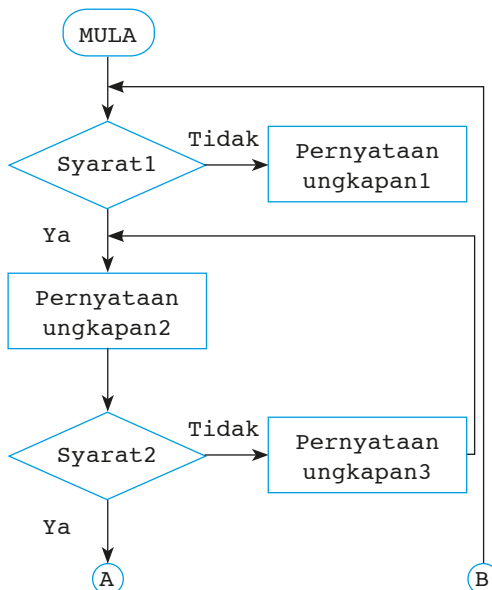 MULA
Tidak
Syarat1
Pernyataan
ungkapan1
Ya
Pernyataan
ungkapan2
Tidak
Syarat2
Pernyataan
ungkapan3
Ya
A
B